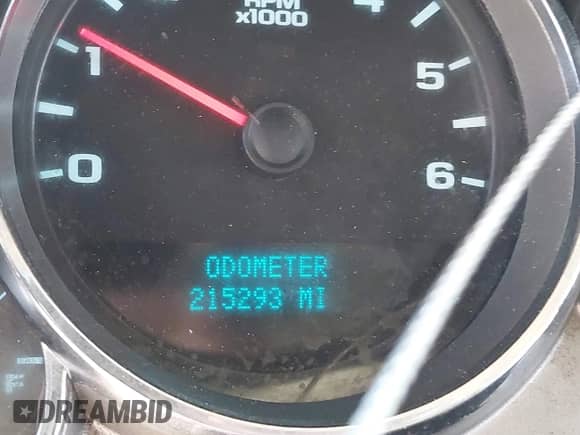 RPM
x1000
4
1
5
0
6
ODOMETER
215293 MI
DREAMBID